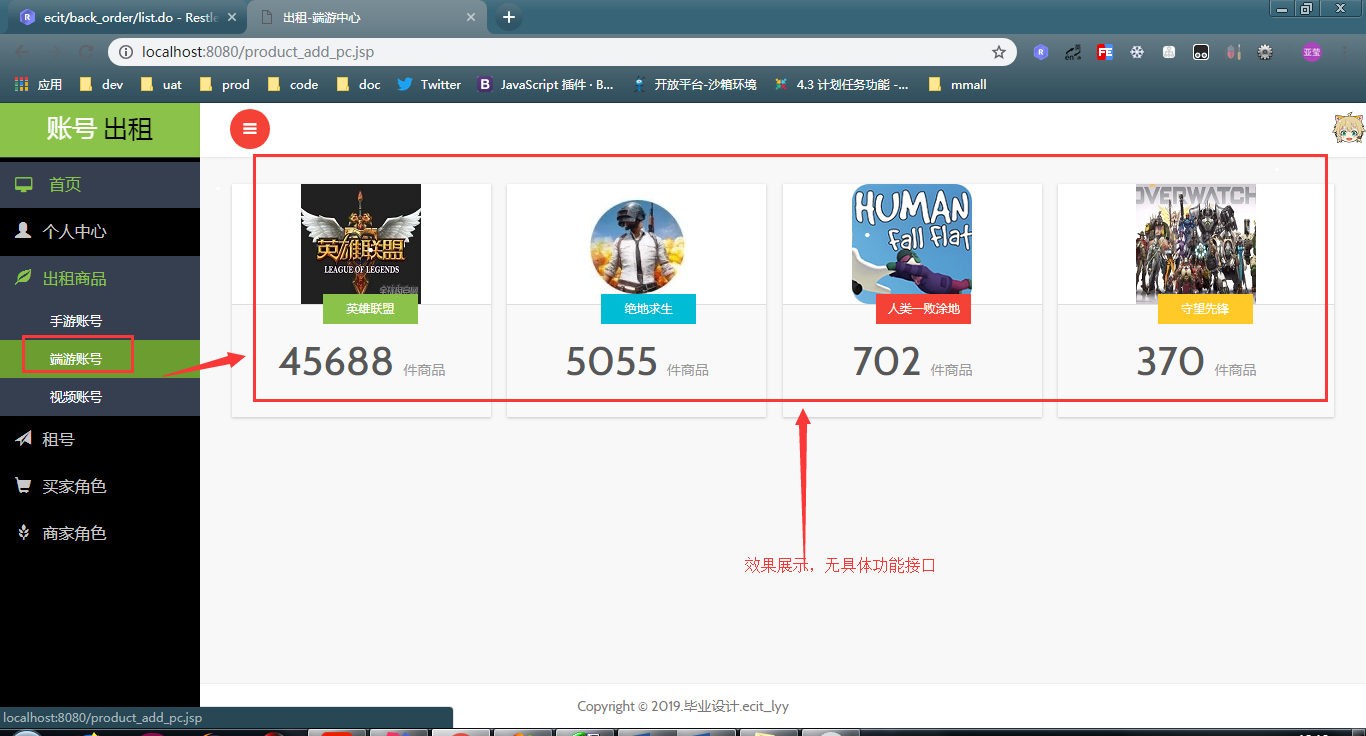 ecit/back_order/list.do - Restle
出租-端游中心
localhost:8080/product_add_pc.jsp
en
FE
亚莹
应用
dev
uat
prod
code
doc
Twitter
B
JavaScript 插件 · B...
开放平台-沙箱环境
4.3 计划任务功能 -...
mmall
账号 出租
首页
个人中心
出租商品
手游账号
端游账号
视频账号
租号
买家角色
商家角色
英雄联盟
LEAGUE OF LEGENDS
英雄联盟
45688 件商品
绝地求生
5055 件商品
HUMAN
fall flat
人类一败涂地
702 件商品
OVERWATCH
守望先锋
370 件商品
效果展示，无具体功能接口
Copyright © 2019.毕业设计.ecit_lyy
localhost:8080/product_add_pc.jsp